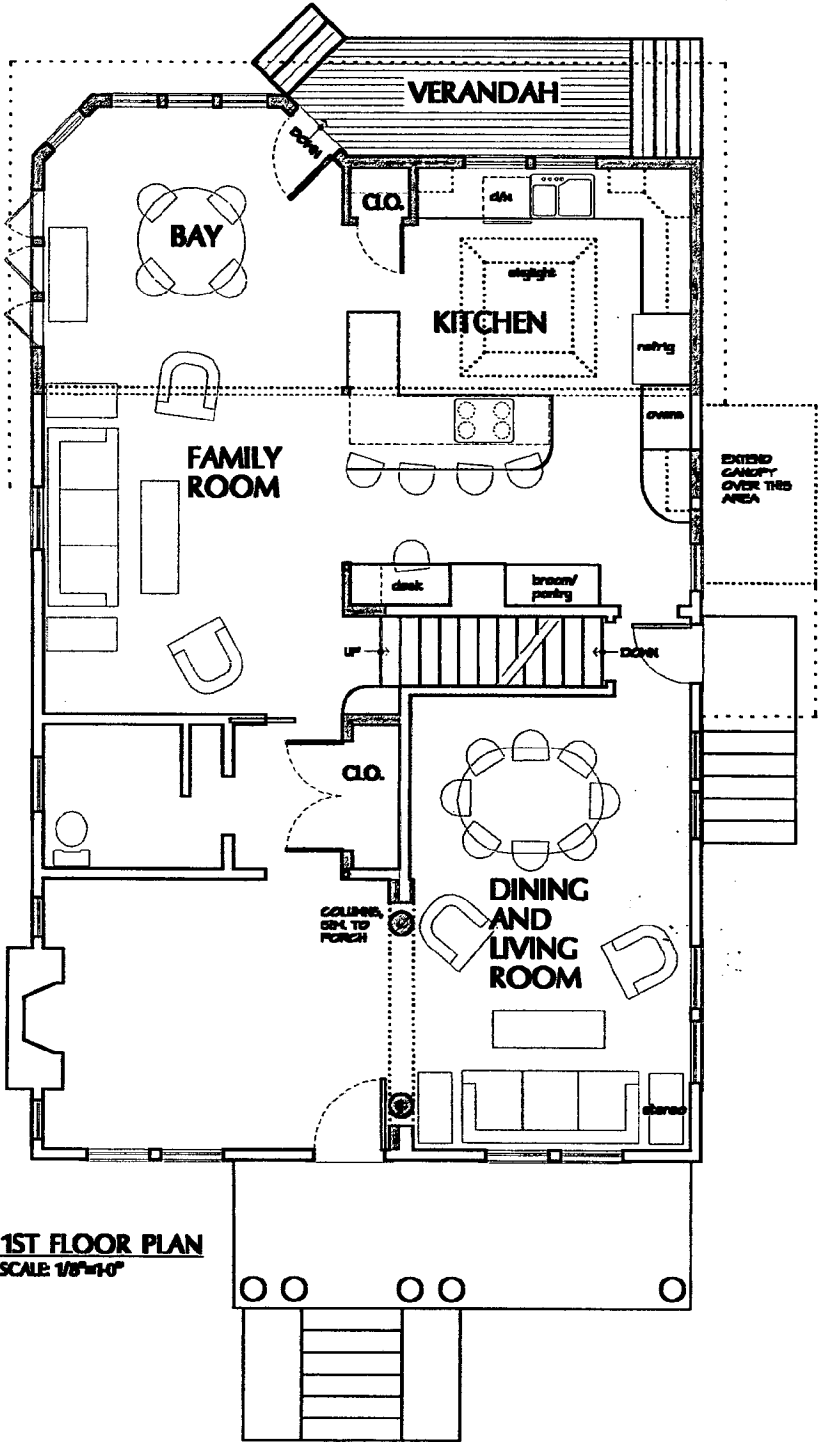 VERANDAH
DOWN
CLO.
d/w
BAY
skylight
KITCHEN
refrig
ovens
FAMILY
ROOM
EXTEND
CANOPY
OVER THIS
AREA
desk
broom/
pantry
UP
DOWN
CLO.
COLUMNS,
SIM. TO
PORCH
DINING
AND
LIVING
ROOM
stereo
1ST FLOOR PLAN
SCALE: 1/8"=1'-0"